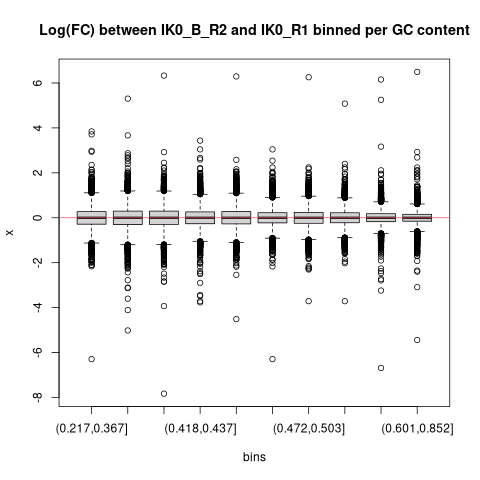 Log(FC) between IK0_B_R2 and IK0_R1 binned per GC content
6
4
2
0
-2
-4
-6
-8
x
(0.217,0.367] (0.418,0.437] (0.472,0.503] (0.601,0.852]
bins